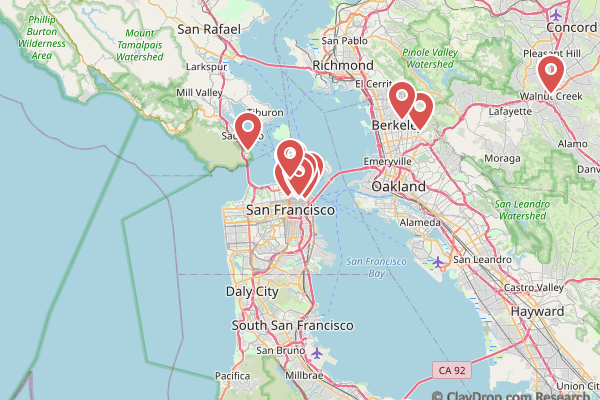 Phillip
Burton
Wilderness
Area
Mount
Tamalpais
Watershed
San Rafael
Larkspur
Mill Valley
Tiburon
San Pablo
Richmond
El Cerrito
Pinole Valley
Watershed
Concord
Pleasant Hill
Walnut Creek
Lafayette
Berkeley
Emeryville
Moraga
Alamo
Danv
Oakland
San Francisco
Alameda
San Leandro
Watershed
San Francisco
Bay
San Leandro
Castro Valley
Daly City
Hayward
South San Francisco
San Bruno
Millbrae
Pacifica
CA 92
Union City
© ClayDrop.com Research